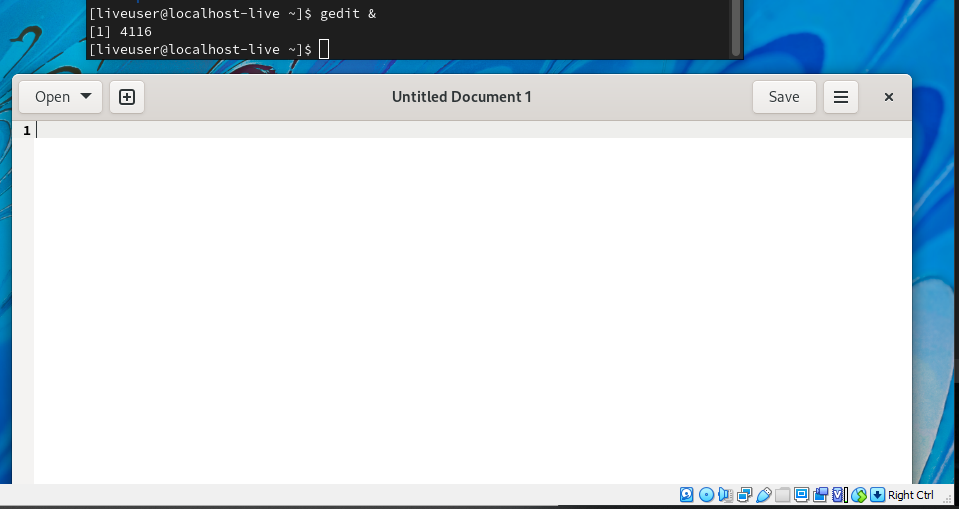 [liveuser@localhost-live ~]$ gedit &
[1] 4116
[liveuser@localhost-live ~]$
Open Untitled Document 1 Save
1
Right Ctrl